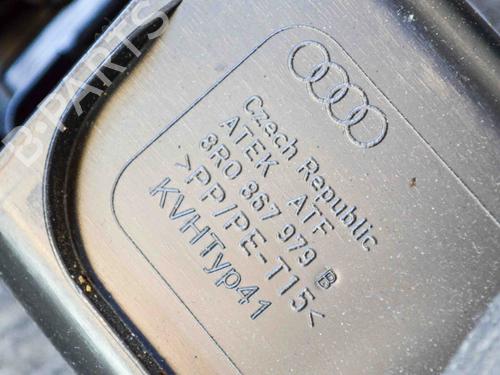 Czech Republic
ATEK ATF
8R0 867 979 B
>PP/PE-T15<
KVHTyp41
B-PARTS